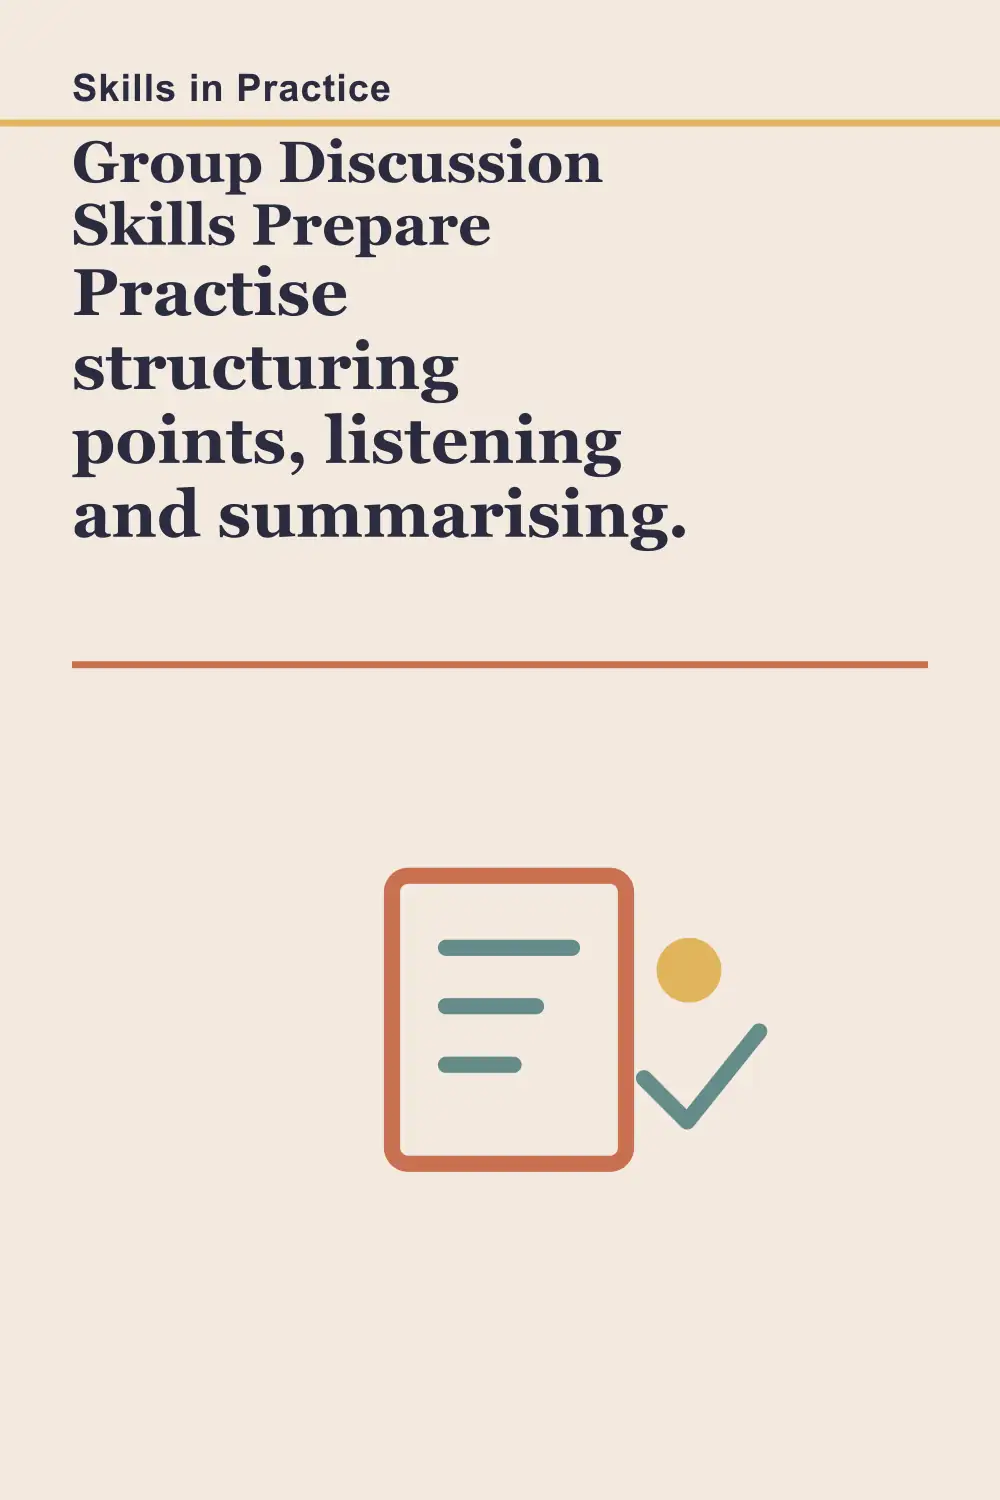 Skills in Practice
Group Discussion
Skills Prepare
Practise
structuring
points, listening
and summarising.